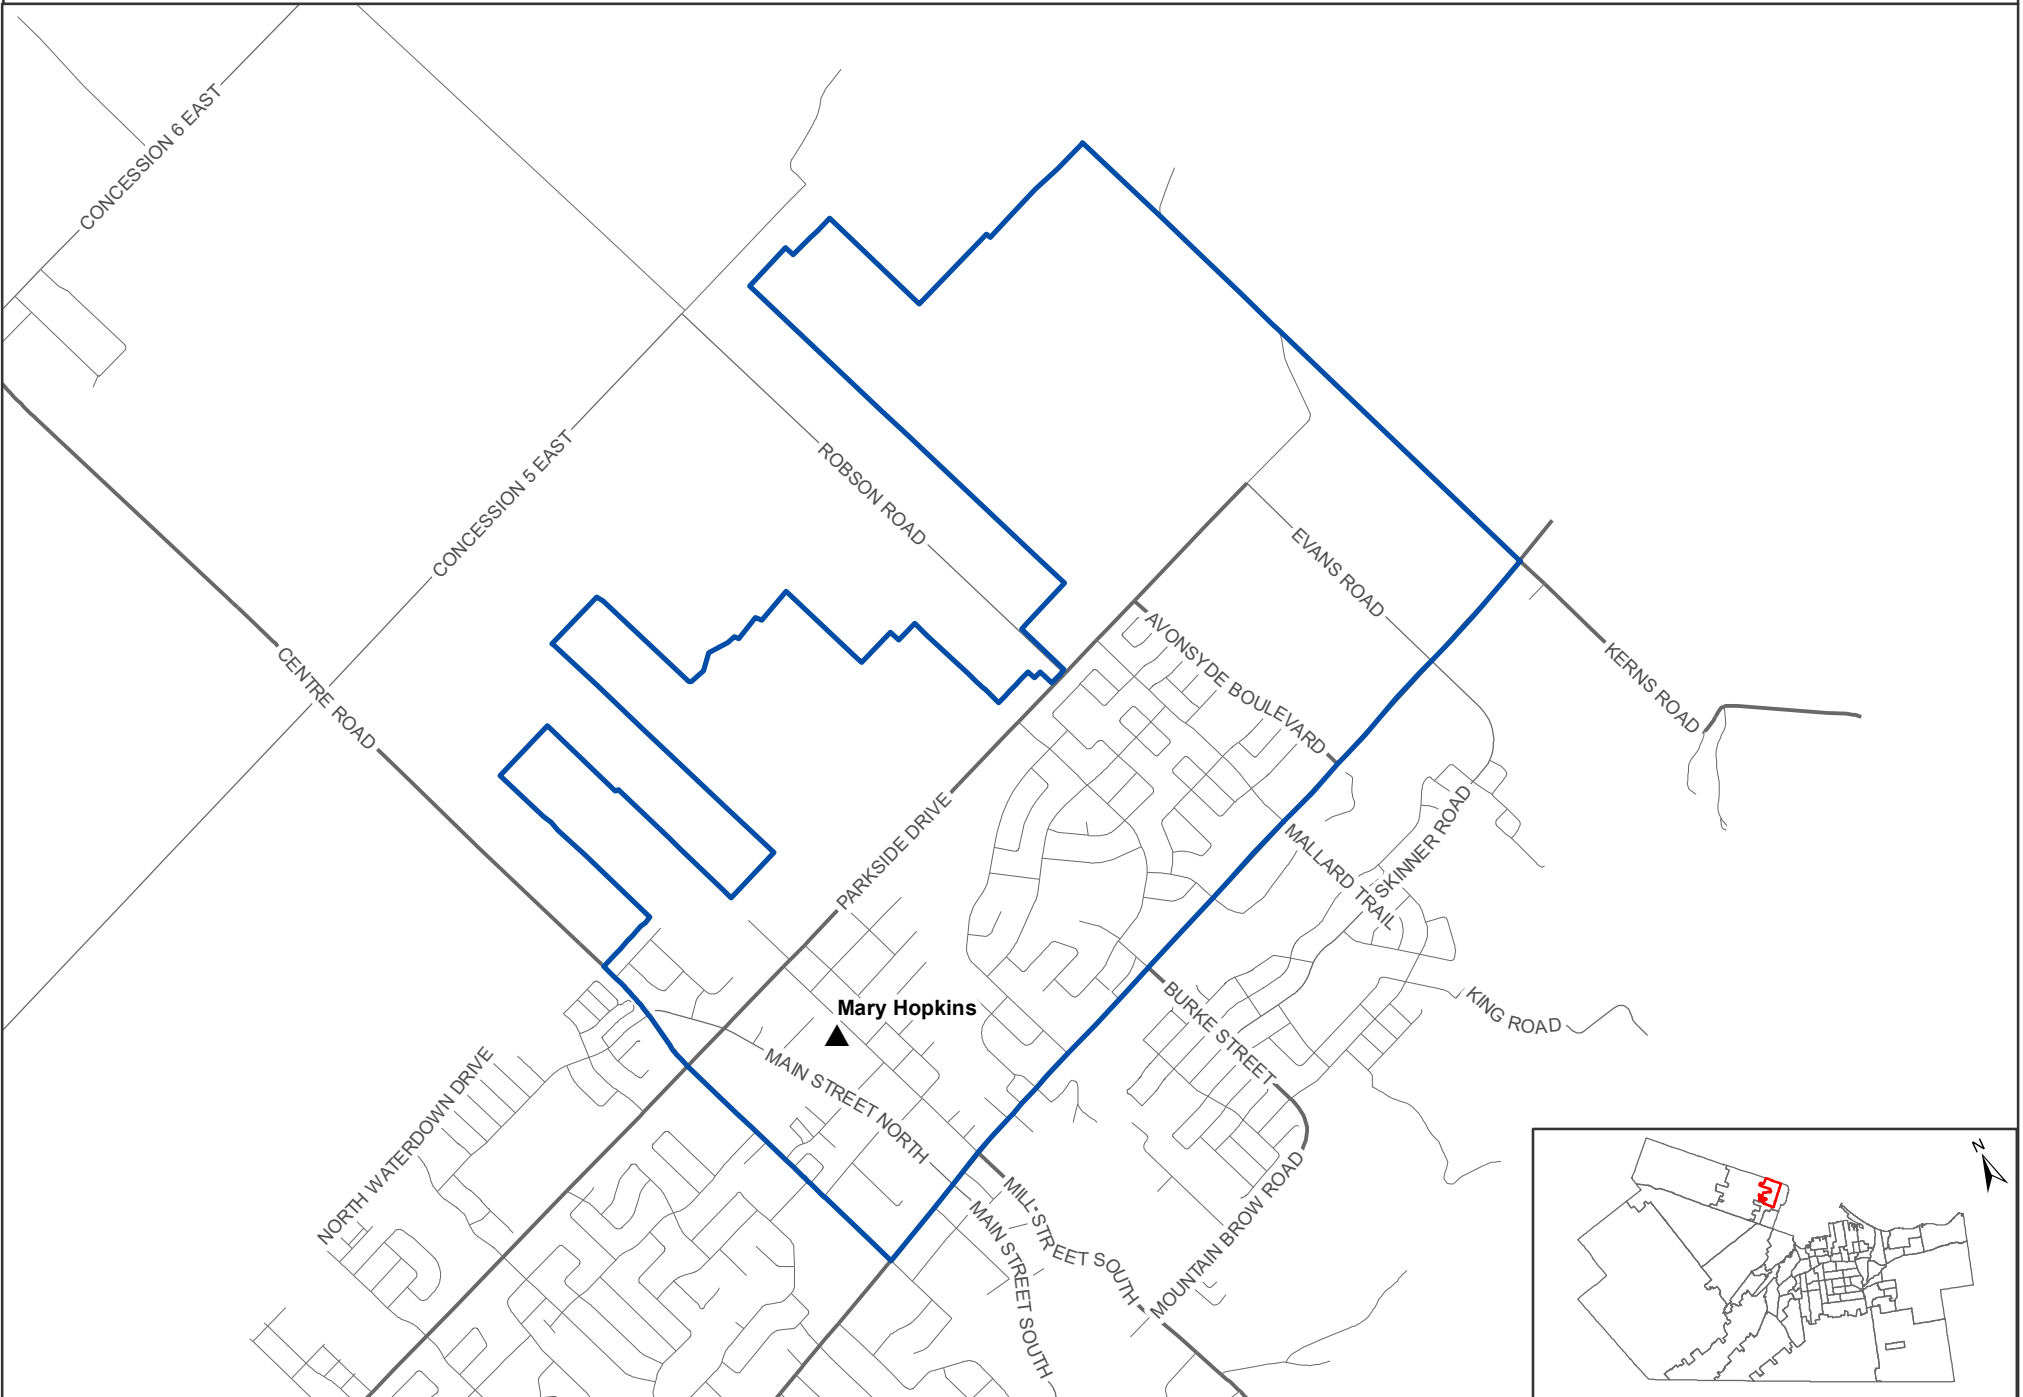 CONCESSION 6 EAST
CONCESSION 5 EAST
ROBSON ROAD
EVANS ROAD
AVONSYDE BOULEVARD
KERNS ROAD
CENTRE ROAD
PARKSIDE DRIVE
MALLARD TRAIL
SKINNER ROAD
Mary Hopkins
KING ROAD
BURKE STREET
MAIN STREET NORTH
NORTH WATERDOWN DRIVE
MILL STREET SOUTH
MAIN STREET SOUTH
MOUNTAIN BROW ROAD
N